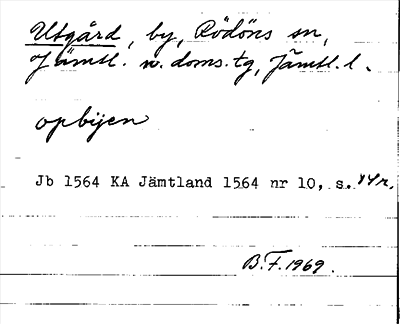 Utgård, by, Rödöns sn,
Jämtl. n. doms. tg, Jämtl. l.
opbijen
Jb 1564 KA Jämtland 1564 nr 10, s. 44r,
B.F. 1969.